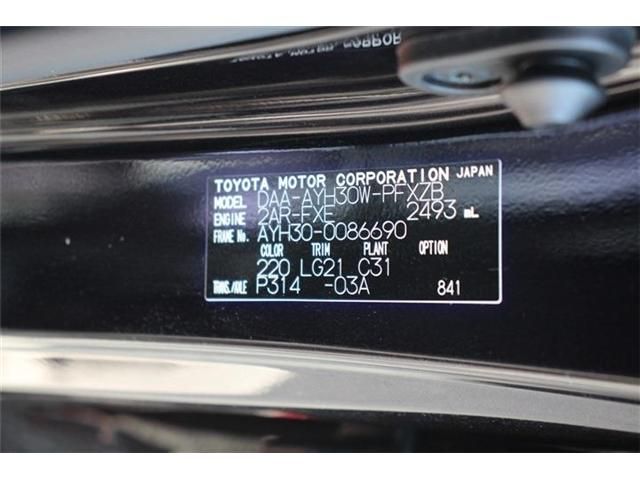 TOYOTA MOTOR CORPORATION JAPAN
MODEL DAA-AYH30W-PFXZB
ENGINE 2AR-FXE 2493 mL
FRAME No. AYH30-0086690
COLOR TRIM PLANT OPTION
220 LG21 C31
TRANS./AXLE P314 -03A 841